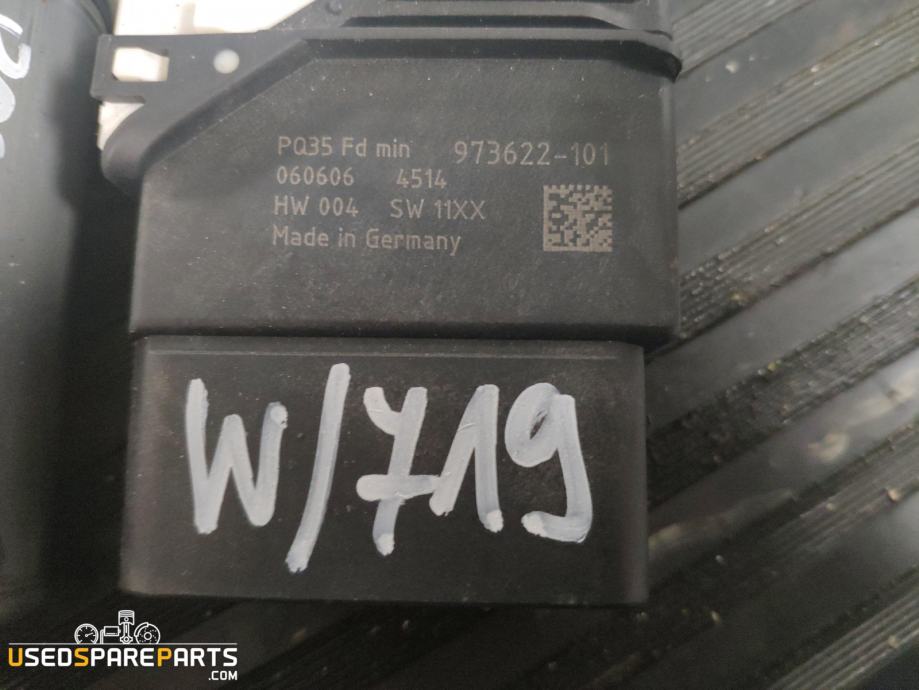 PQ35 Fd min 973622-101
060606 4514
HW 004 SW 11XX
Made in Germany
W/719
USEDSPAREPARTS
.COM